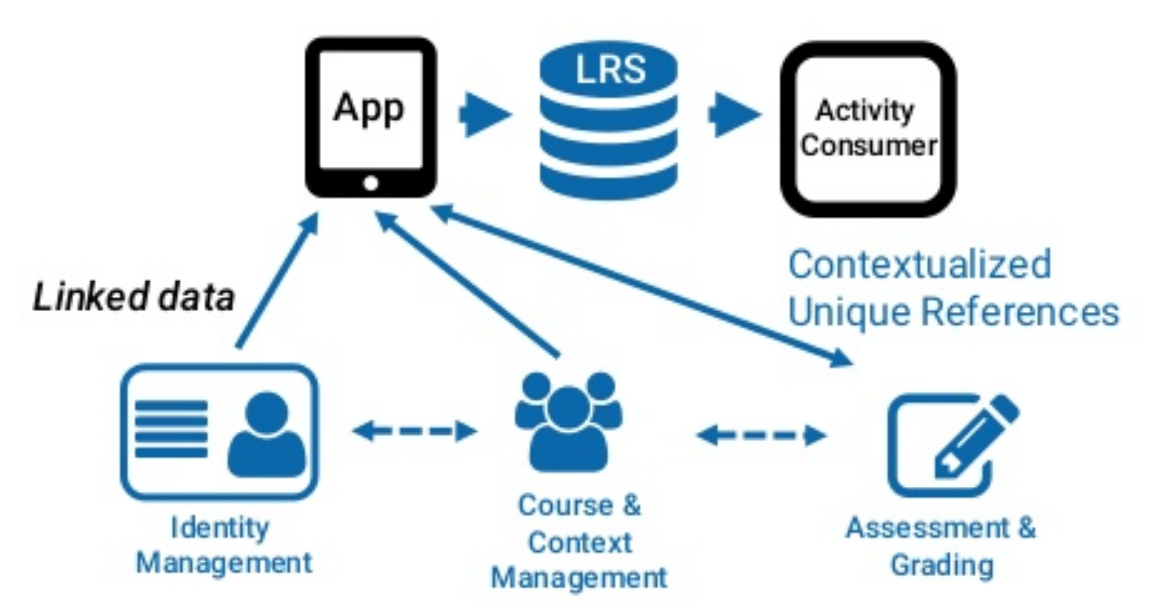 App
LRS
Activity
Consumer
Linked data
Contextualized
Unique References
Identity
Management
Course &
Context
Management
Assessment &
Grading